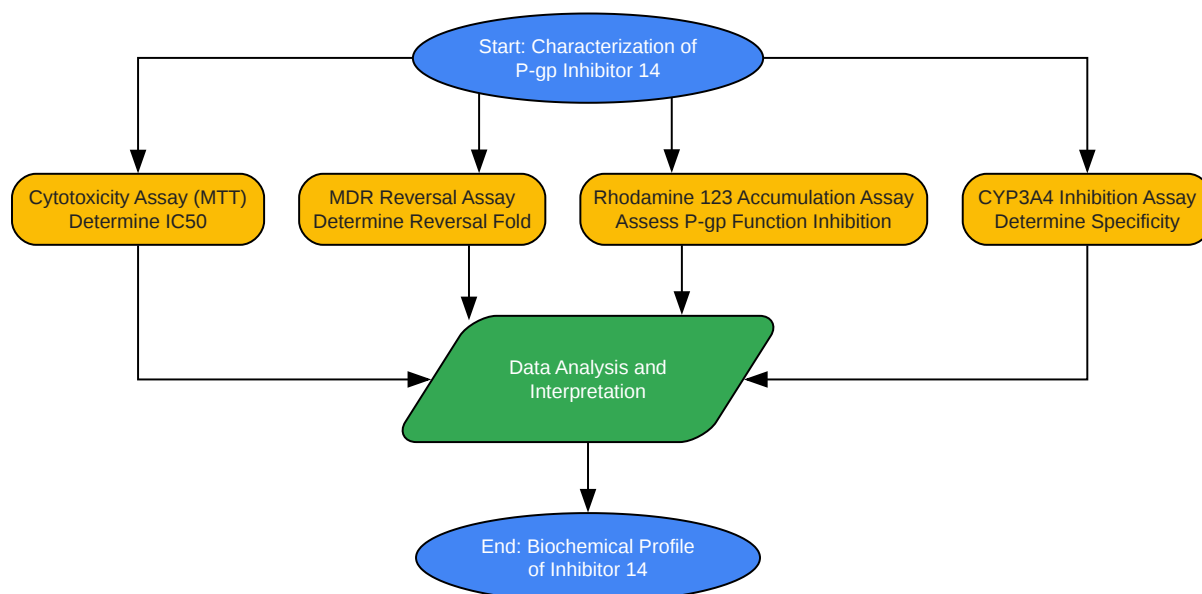 Start: Characterization of
P-gp Inhibitor 14
Cytotoxicity Assay (MTT)
Determine IC50
MDR Reversal Assay
Determine Reversal Fold
Rhodamine 123 Accumulation Assay
Assess P-gp Function Inhibition
CYP3A4 Inhibition Assay
Determine Specificity
Data Analysis and
Interpretation
End: Biochemical Profile
of Inhibitor 14